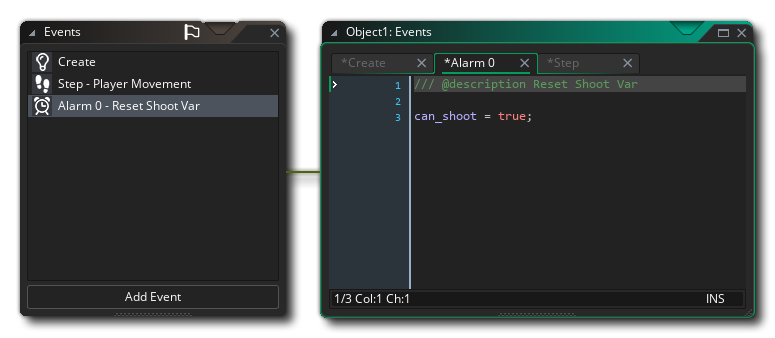 Events
Create
Step - Player Movement
Alarm 0 - Reset Shoot Var
Add Event
Object1: Events
*Create
*Alarm 0
*Step
1 /// @description Reset Shoot Var
2
3 can_shoot = true;
1/3 Col:1 Ch:1
INS